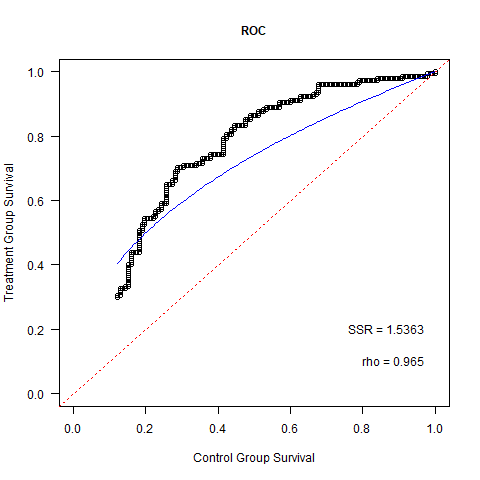 ROC
Treatment Group Survival
1.0
0.8
0.6
0.4
0.2
0.0
SSR = 1.5363
rho = 0.965
0.0 0.2 0.4 0.6 0.8 1.0
Control Group Survival